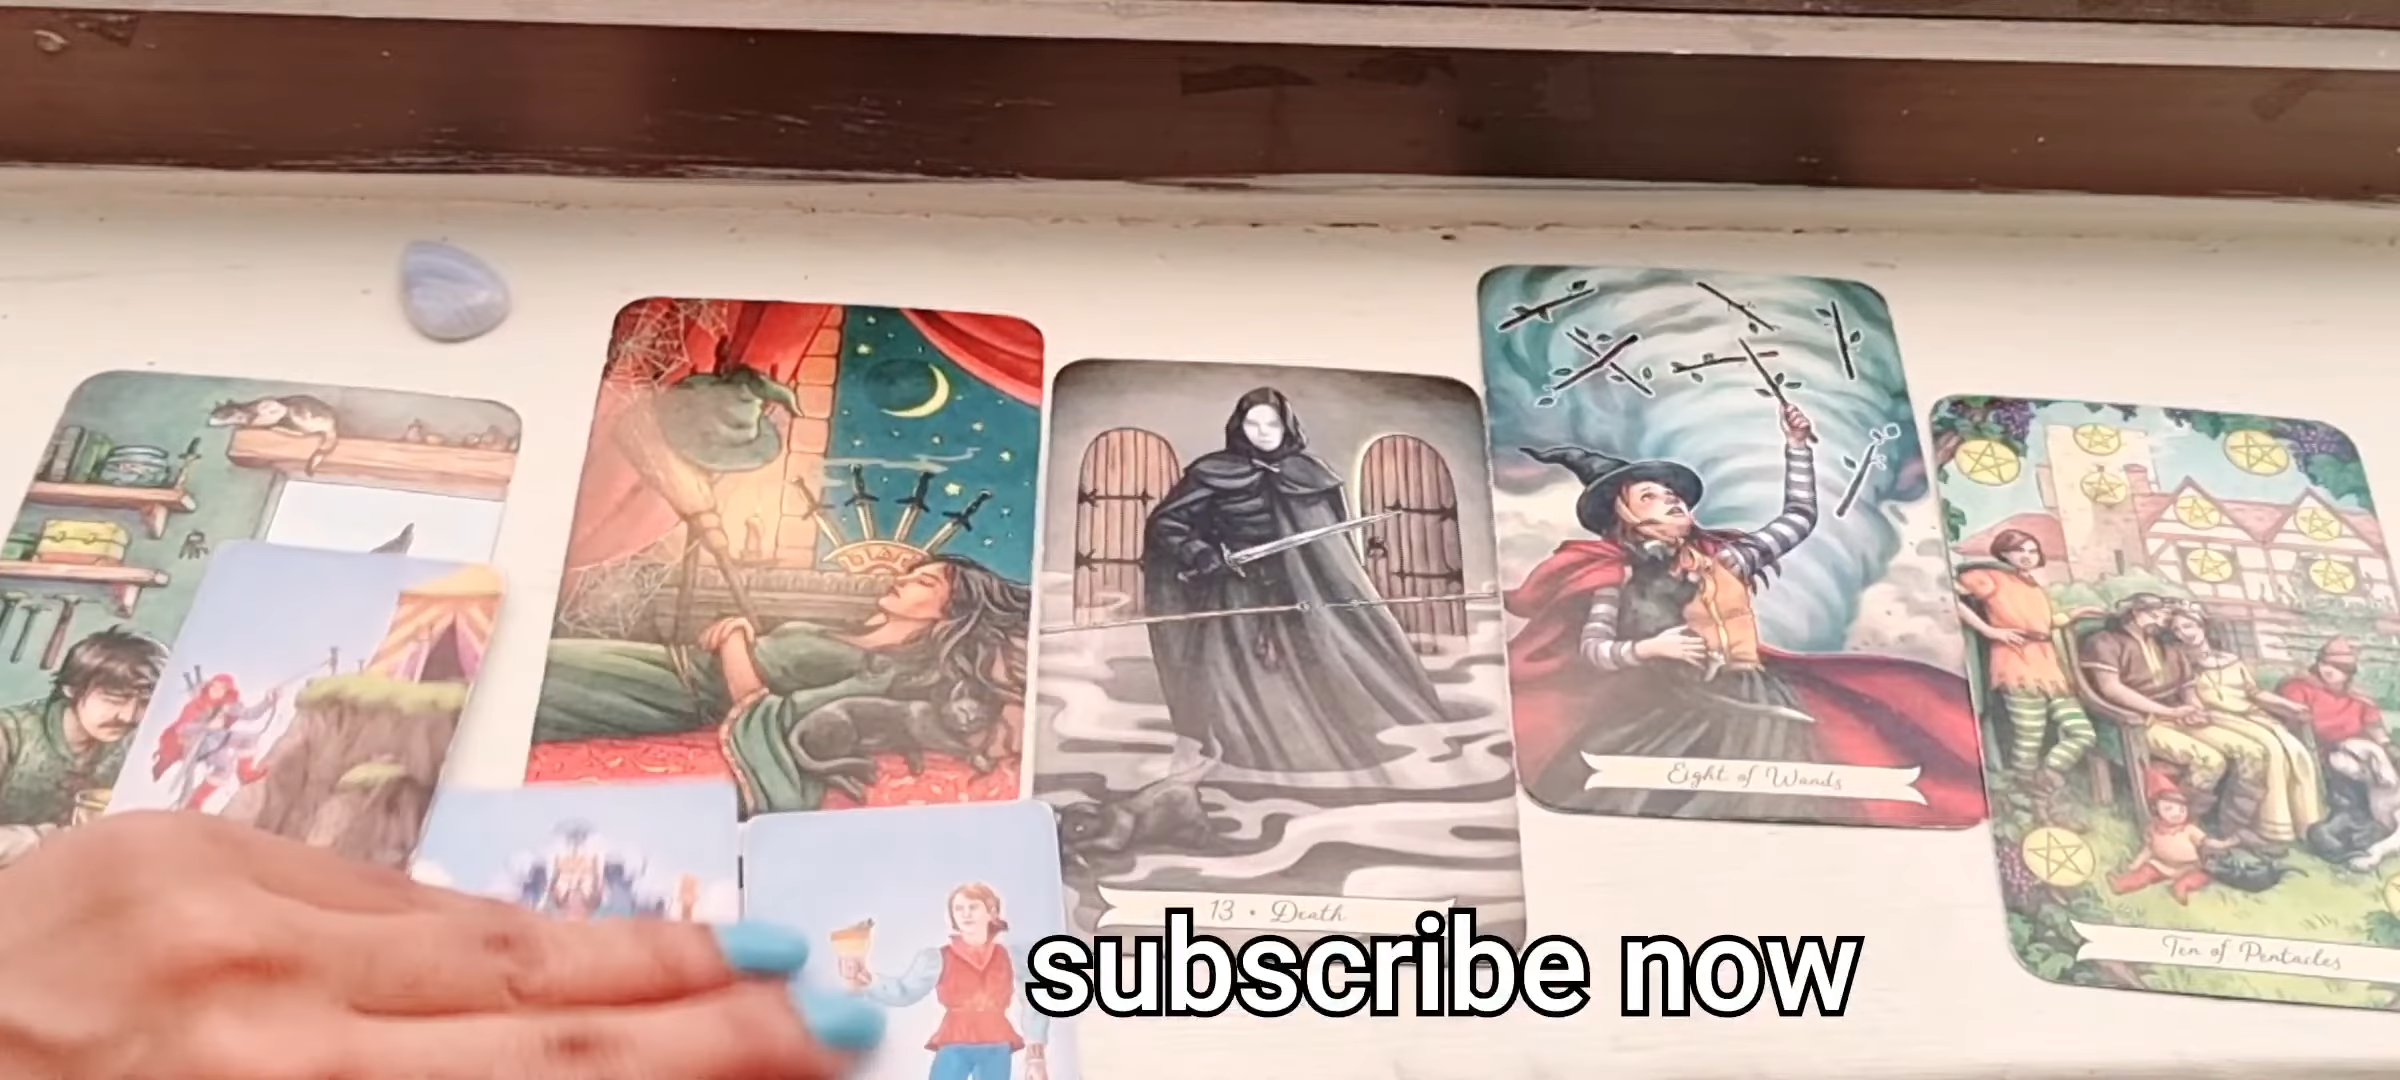 Eight of Wands
13 • Death
Ten of Pentacles
subscribe now